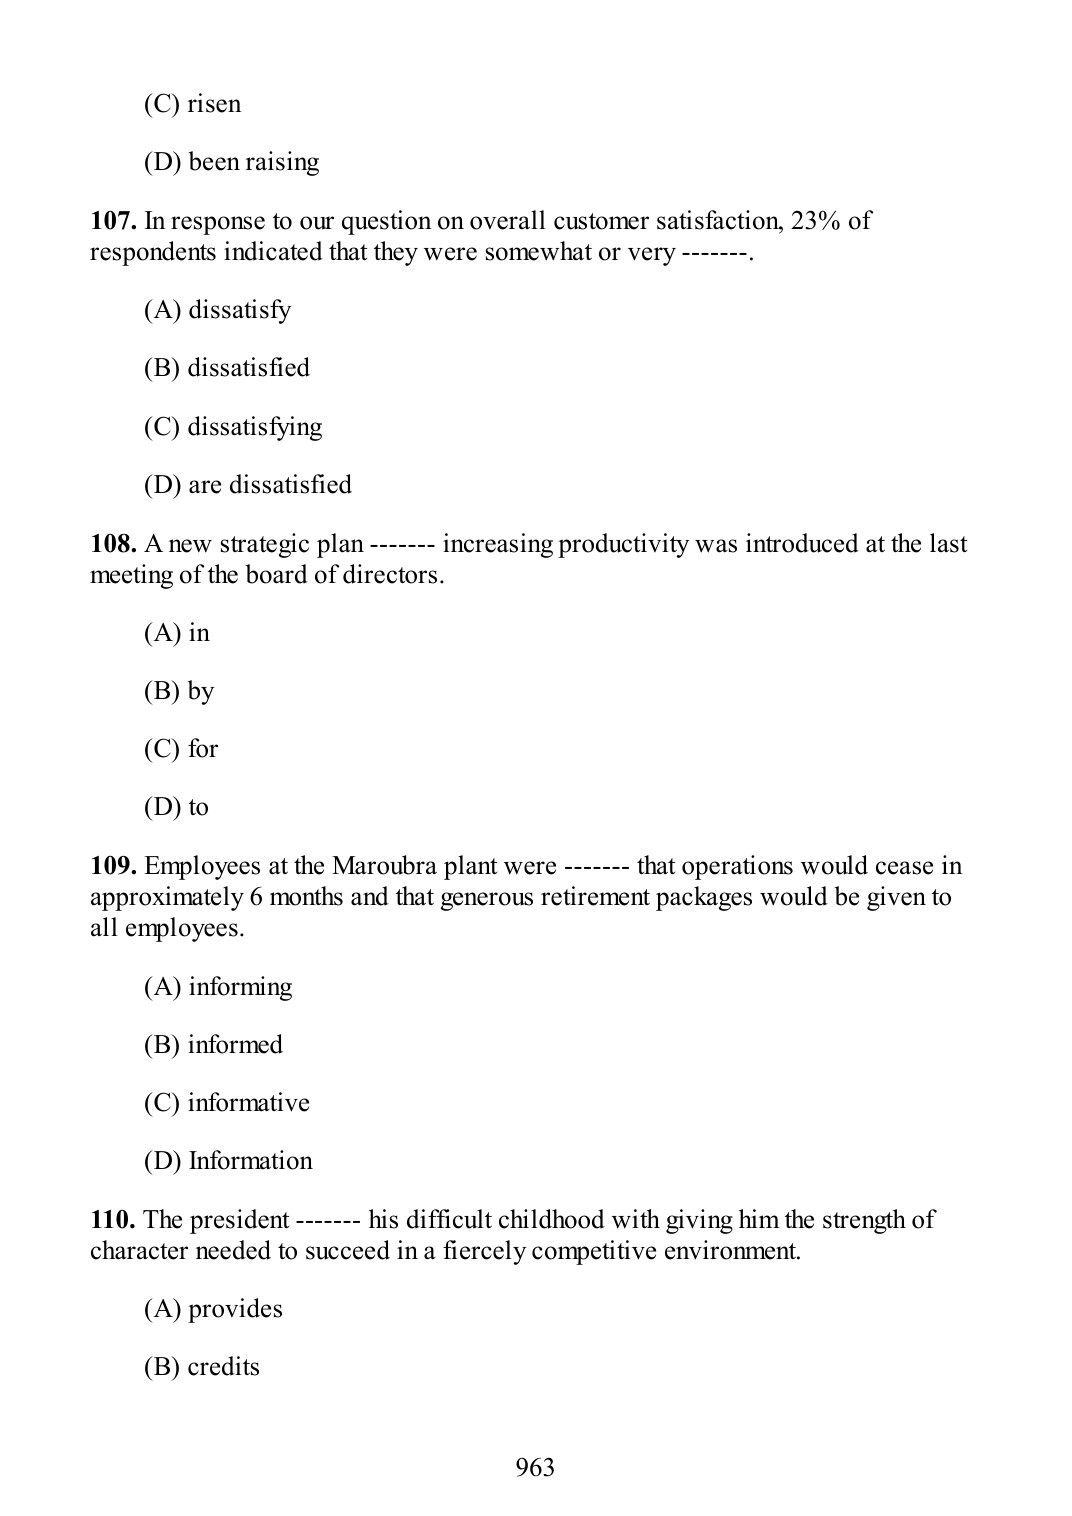 (C) risen
(D) been raising
107. In response to our question on overall customer satisfaction, 23% of
respondents indicated that they were somewhat or very -------.
(A) dissatisfy
(B) dissatisfied
(C) dissatisfying
(D) are dissatisfied
108. A new strategic plan ------- increasing productivity was introduced at the last
meeting of the board of directors.
(A) in
(B) by
(C) for
(D) to
109. Employees at the Maroubra plant were ------- that operations would cease in
approximately 6 months and that generous retirement packages would be given to
all employees.
(A) informing
(B) informed
(C) informative
(D) Information
110. The president ------- his difficult childhood with giving him the strength of
character needed to succeed in a fiercely competitive environment.
(A) provides
(B) credits
963